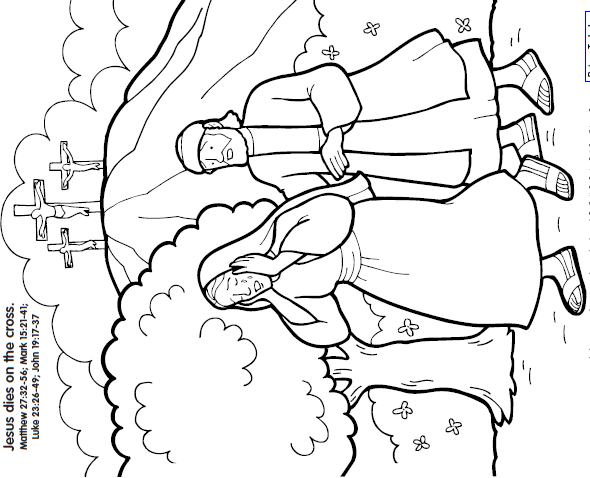 Jesus dies on the cross.
Matthew 27:32-56; Mark 15:21-41;
Luke 23:26-49; John 19:17-37